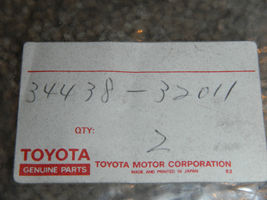 34438-32011
QTY: 2
TOYOTA
GENUINE PARTS
TOYOTA MOTOR CORPORATION
MADE AND PRINTED IN JAPAN